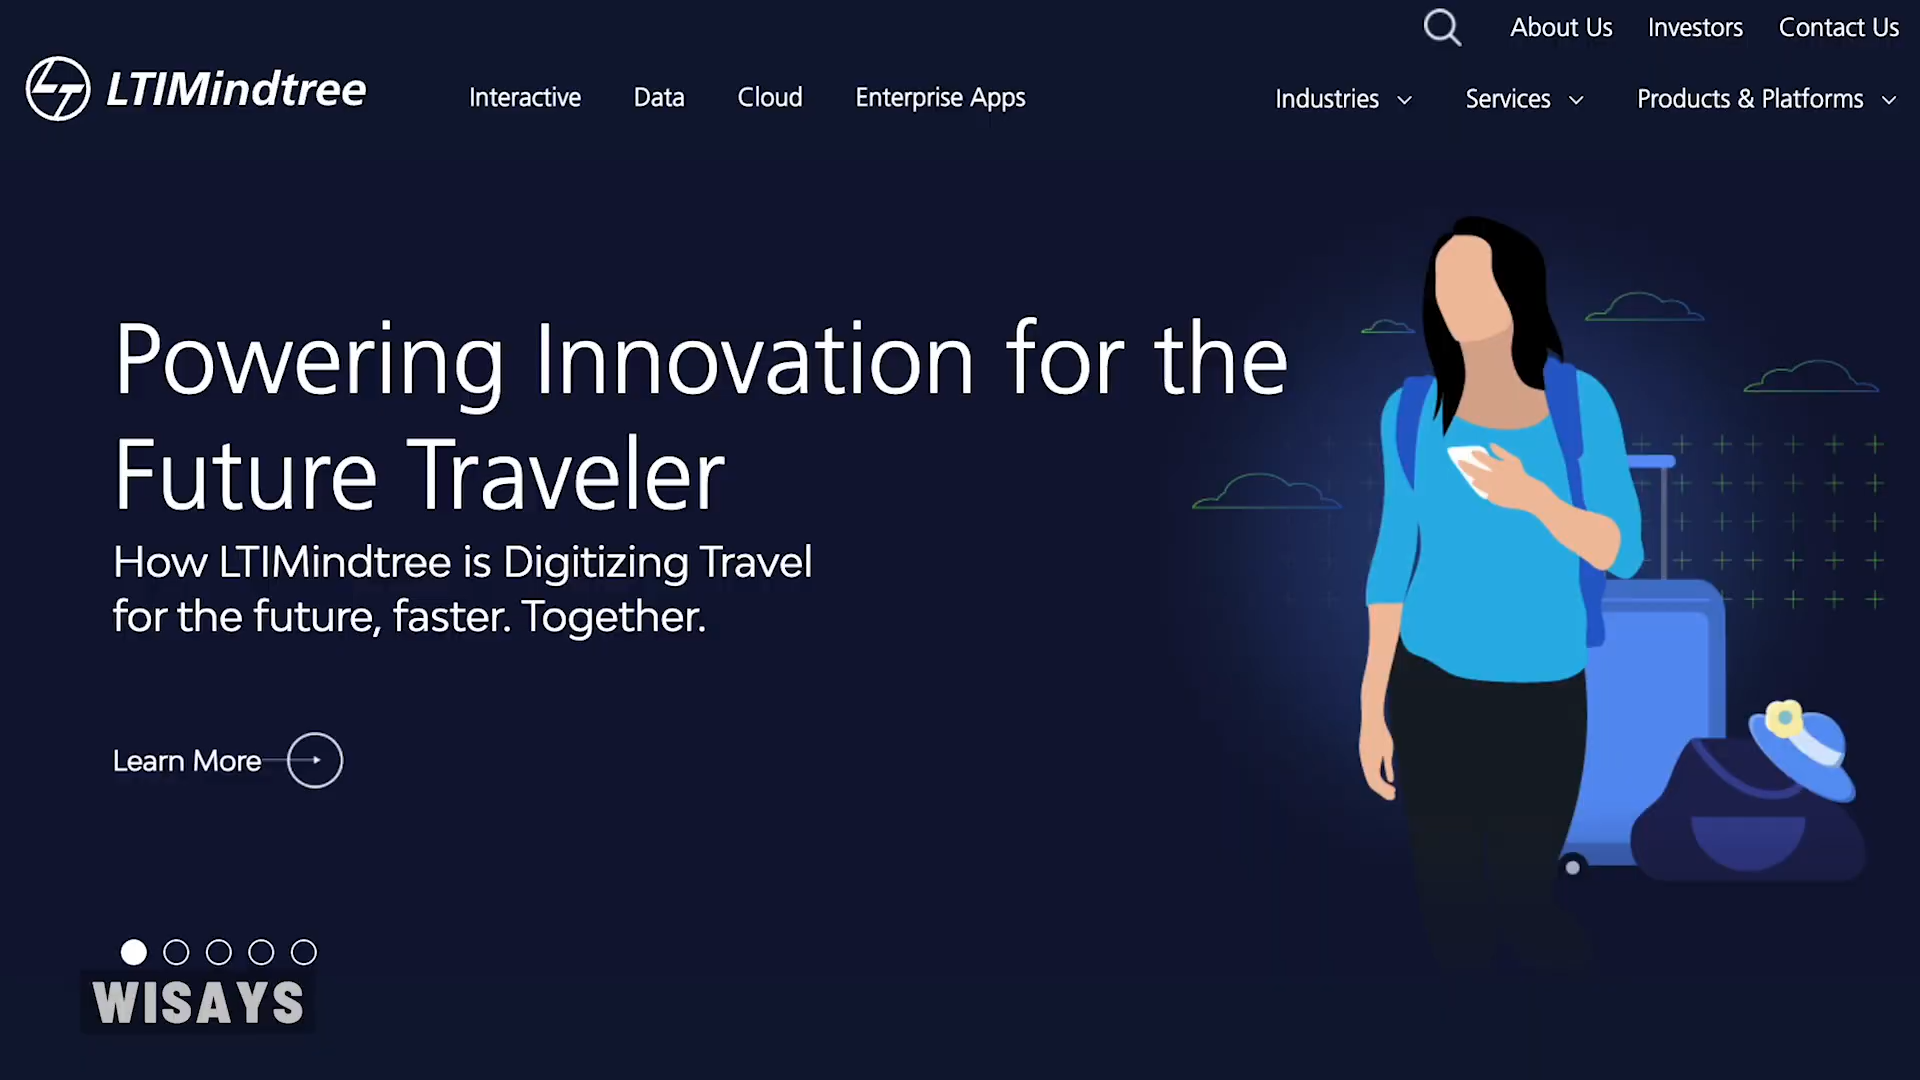 About Us Investors Contact Us
LTIMindtree Interactive Data Cloud Enterprise Apps Industries Services Products & Platforms
Powering Innovation for the
Future Traveler
How LTIMindtree is Digitizing Travel
for the future, faster. Together.
Learn More
WISAYS